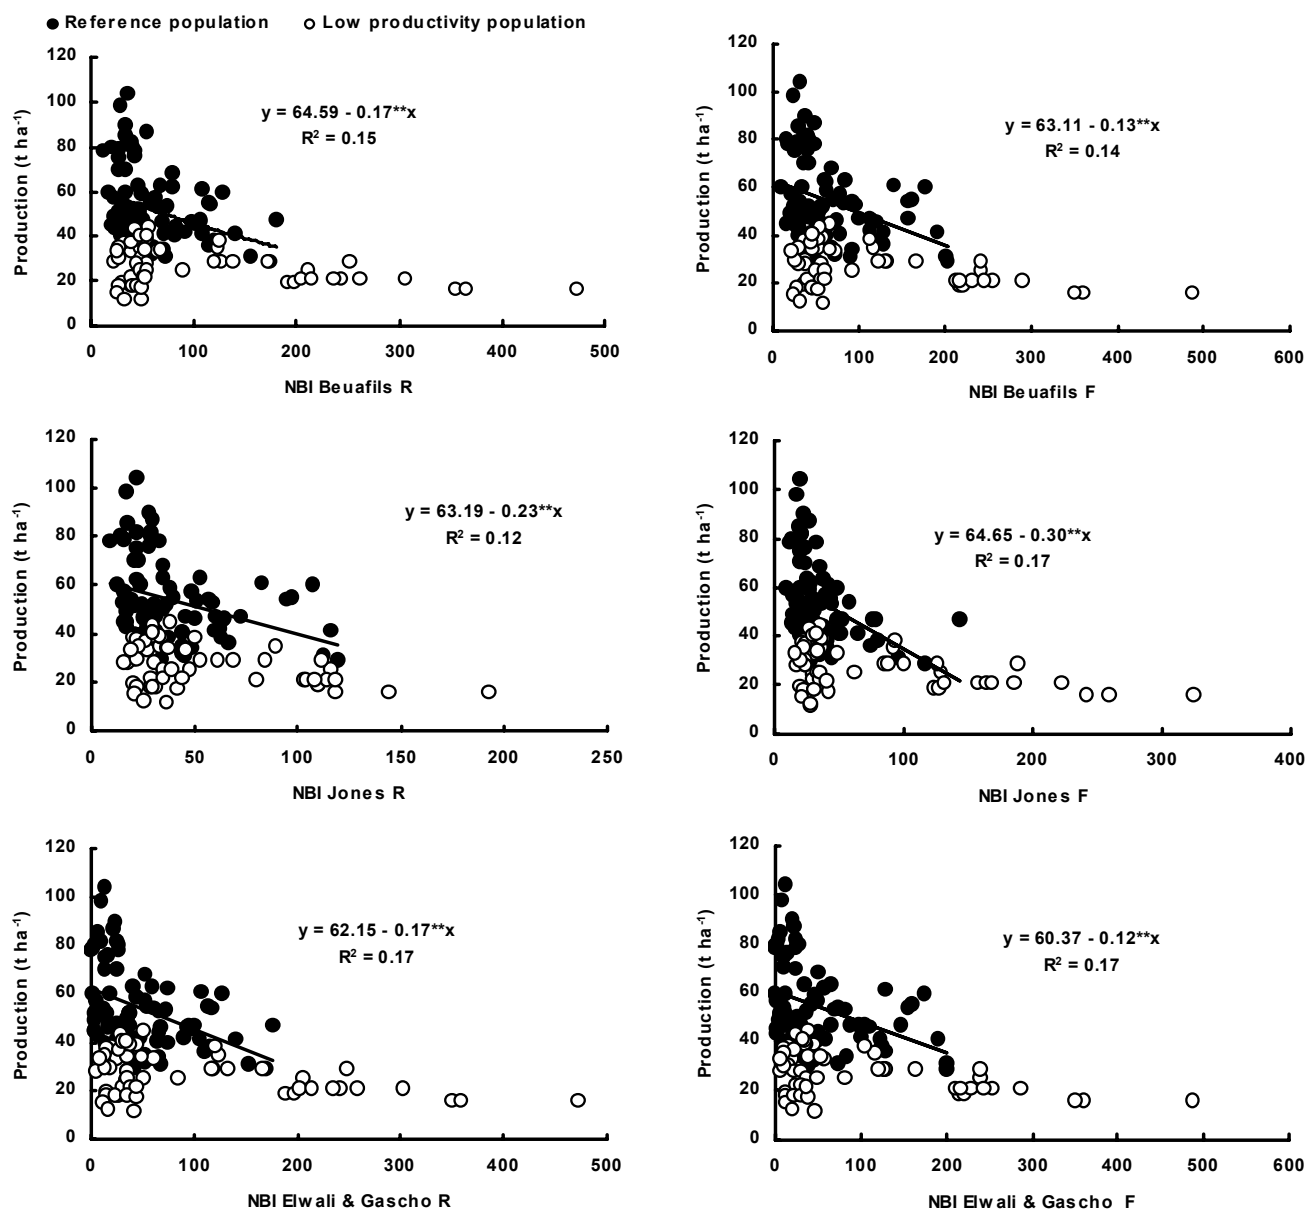 Reference population Low productivity population
Production (t ha-1)
120
100
80
60
40
20
0
y = 64.59 - 0.17**x
R2 = 0.15
0 100 200 300 400 500
NBI Beuafils R
Production (t ha-1)
120
100
80
60
40
20
0
y = 63.11 - 0.13**x
R2 = 0.14
0 100 200 300 400 500 600
NBI Beuafils F
Production (t ha-1)
120
100
80
60
40
20
0
y = 63.19 - 0.23**x
R2 = 0.12
0 50 100 150 200 250
NBI Jones R
Production (t ha-1)
120
100
80
60
40
20
0
y = 64.65 - 0.30**x
R2 = 0.17
0 100 200 300 400
NBI Jones F
Production (t ha-1)
120
100
80
60
40
20
0
y = 62.15 - 0.17**x
R2 = 0.17
0 100 200 300 400 500
NBI Elwali & Gascho R
Production (t ha-1)
120
100
80
60
40
20
0
y = 60.37 - 0.12**x
R2 = 0.17
0 100 200 300 400 500 600
NBI Elwali & Gascho F